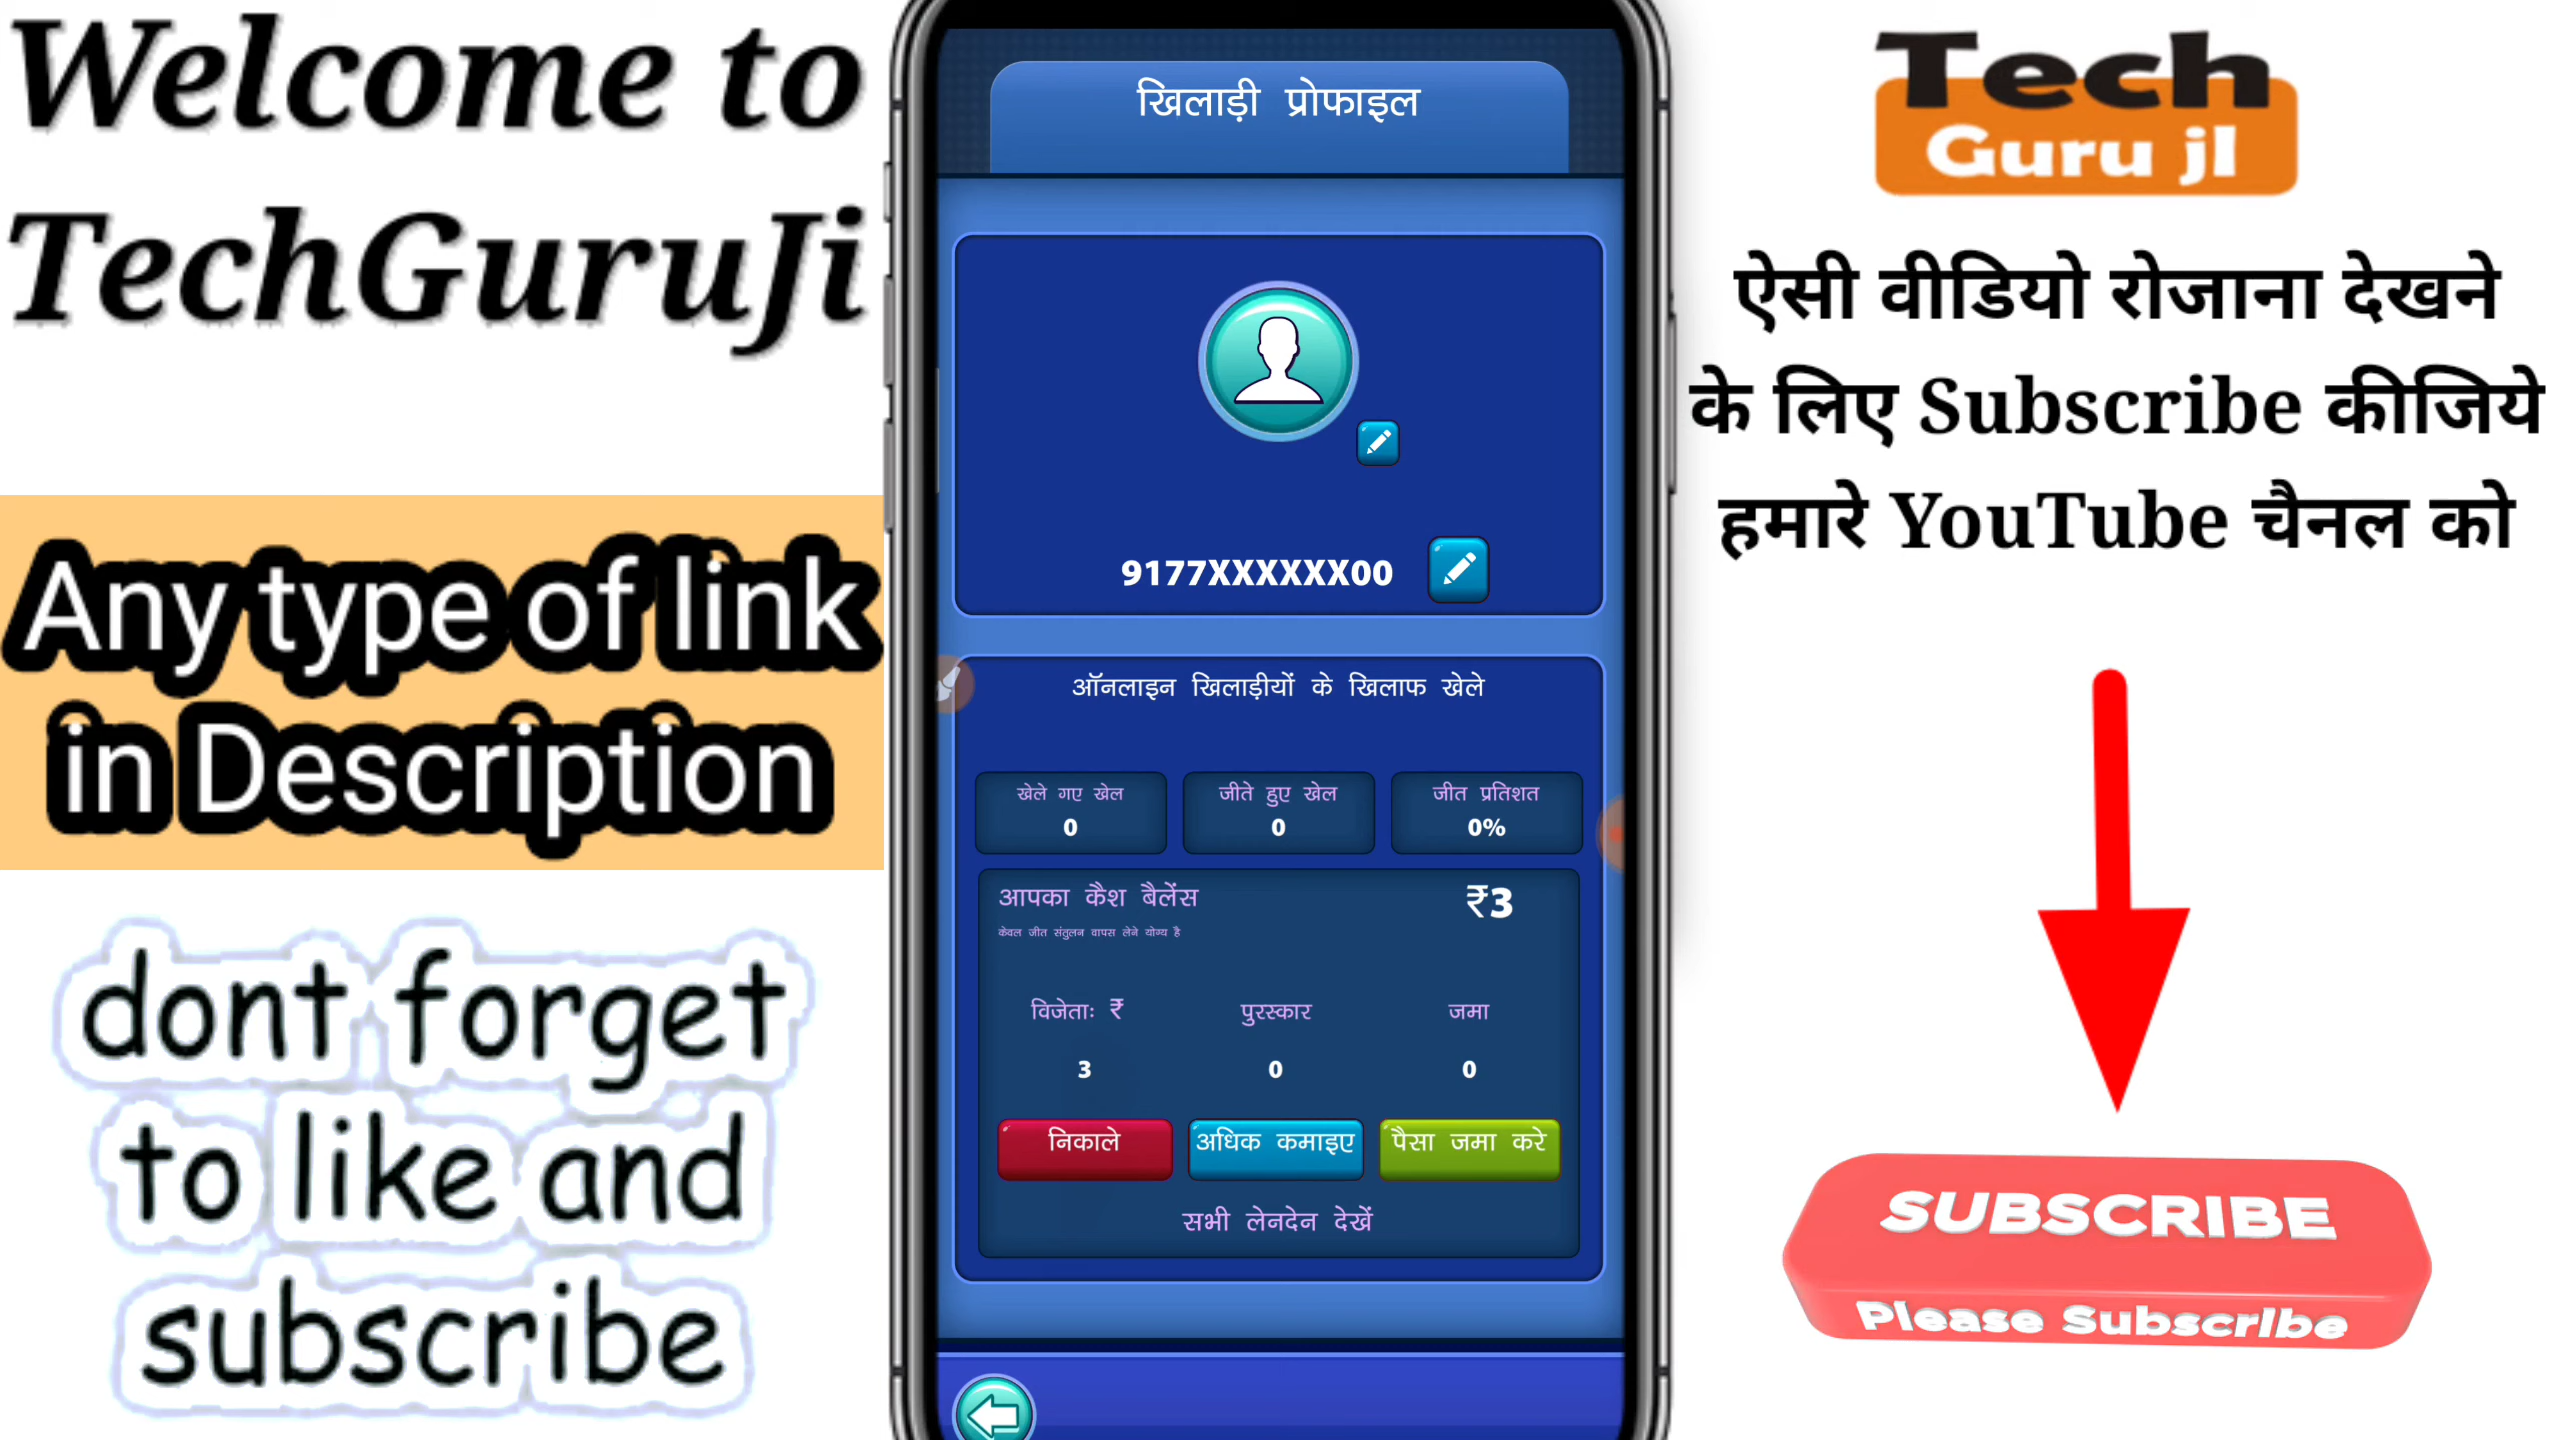 Welcome to
TechGuruJi
Any type of link
in Description
dont forget
to like and
subscribe
खिलाड़ी प्रोफाइल
9177XXXXXX00
ऑनलाइन खिलाड़ीयों के खिलाफ खेले
खेले गए खेल
0
जीते हुए खेल
0
जीत प्रतिशत
0%
आपका कैश बैलेंस
₹3
केवल जीत संतुलन वापस लेने योग्य है
विजेताः ₹
3
पुरस्कार
0
जमा
0
निकाले
अधिक कमाइए
पैसा जमा करे
सभी लेनदेन देखें
Tech
Guru jI
ऐसी वीडियो रोजाना देखने
के लिए Subscribe कीजिये
हमारे YouTube चैनल को
SUBSCRIBE
Please Subscribe